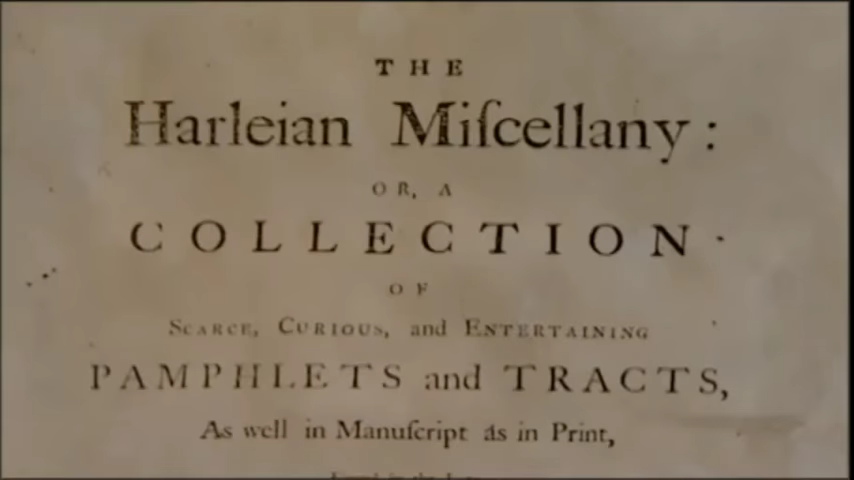 THE
Harleian Miſcellany:
OR, A
COLLECTION
OF
SCARCE, CURIOUS, and ENTERTAINING
PAMPHLETS and TRACTS,
As well in Manuſcript as in Print,